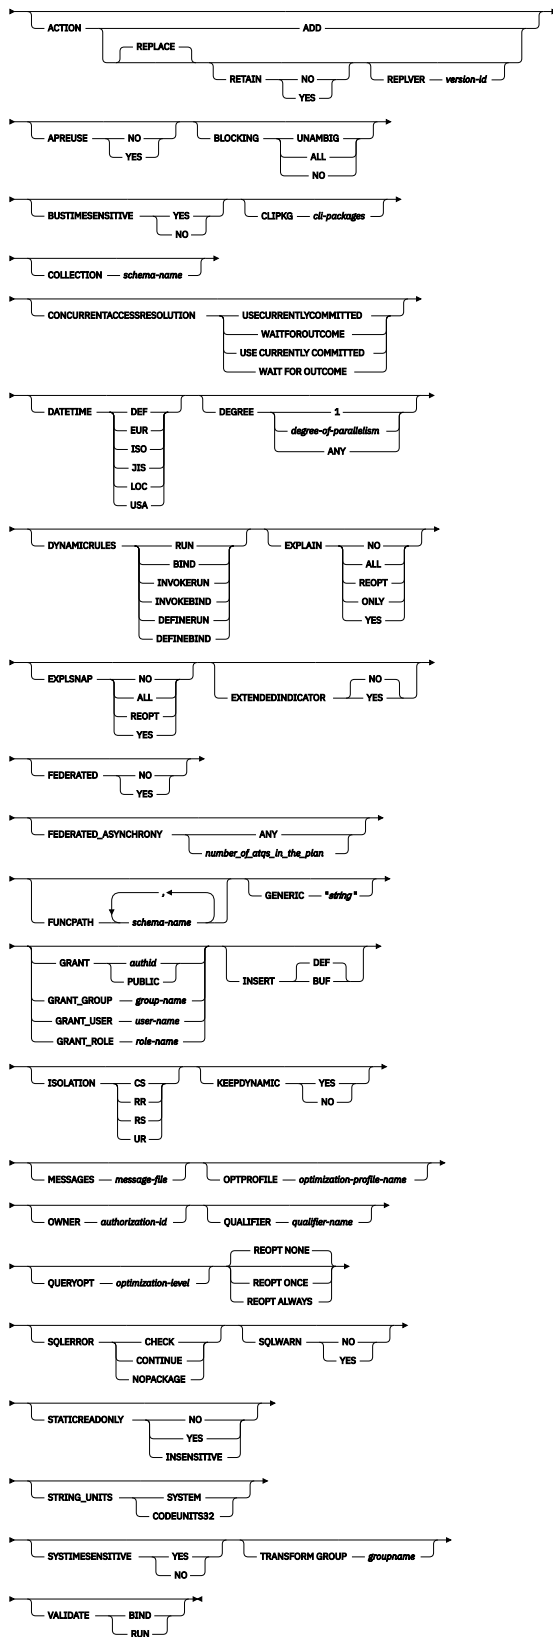 ACTION ADD
REPLACE
RETAIN NO REPLVER version-id
YES
APREUSE NO BLOCKING UNAMBIG
YES ALL
NO
BUSTIMESENSITIVE YES CLIPKG cli-packages
NO
COLLECTION schema-name
CONCURRENTACCESSRESOLUTION USECURRENTLYCOMMITTED
WAITFOROUTCOME
USE CURRENTLY COMMITTED
WAIT FOR OUTCOME
DATETIME DEF DEGREE 1
EUR degree-of-parallelism
ISO ANY
JIS
LOC
USA
DYNAMICRULES RUN EXPLAIN NO
BIND ALL
INVOKERUN REOPT
INVOKEBIND ONLY
DEFINERUN YES
DEFINEBIND
EXPLSNAP NO NO
ALL EXTENDEDINDICATOR YES
REOPT
YES
FEDERATED NO
YES
FEDERATED_ASYNCHRONY ANY
number_of_atqs_in_the_plan
, GENERIC "string"
FUNCPATH schema-name
GRANT authid DEF
PUBLIC INSERT BUF
GRANT_GROUP group-name
GRANT_USER user-name
GRANT_ROLE role-name
ISOLATION CS KEEPDYNAMIC YES
RR NO
RS
UR
MESSAGES message-file OPTPROFILE optimization-profile-name
OWNER authorization-id QUALIFIER qualifier-name
REOPT NONE
QUERYOPT optimization-level REOPT ONCE
REOPT ALWAYS
SQLERROR CHECK SQLWARN NO
CONTINUE YES
NOPACKAGE
STATICREADONLY NO
YES
INSENSITIVE
STRING_UNITS SYSTEM
CODEUNITS32
SYSTIMESENSITIVE YES TRANSFORM GROUP groupname
NO
VALIDATE BIND
RUN